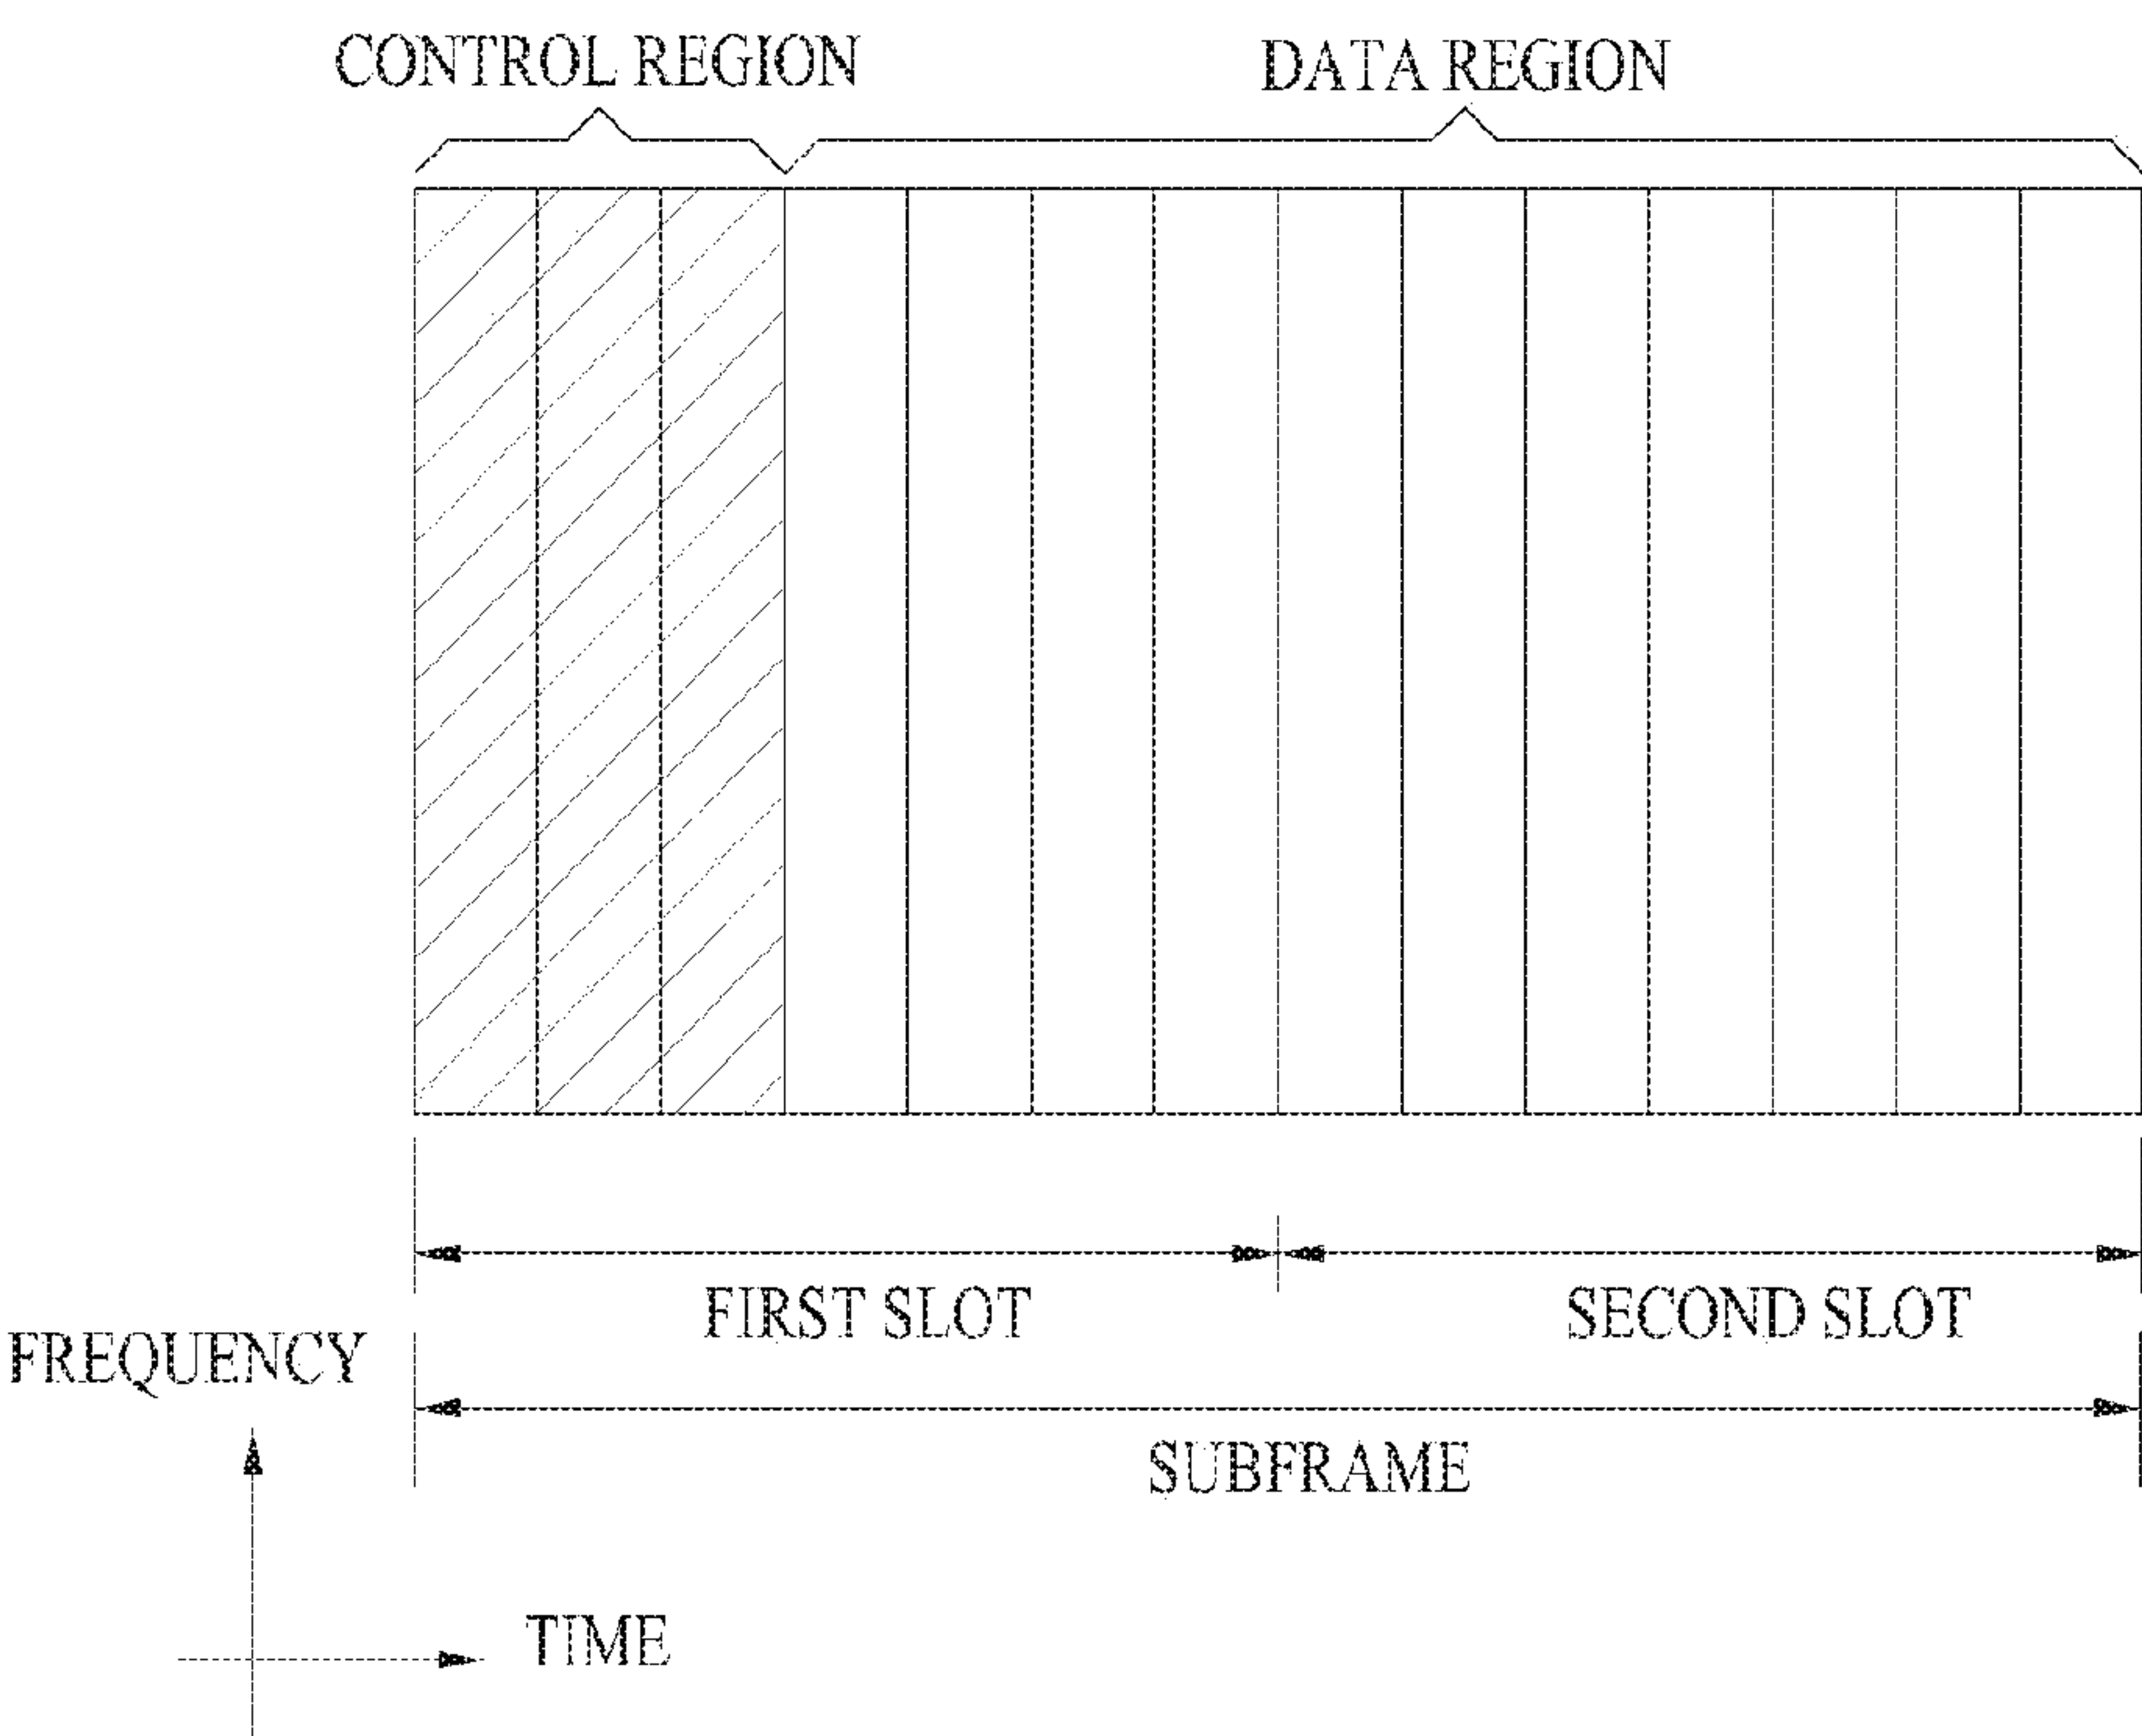 CONTROL REGION
DATA REGION
FIRST SLOT
SECOND SLOT
FREQUENCY
SUBFRAME
TIME